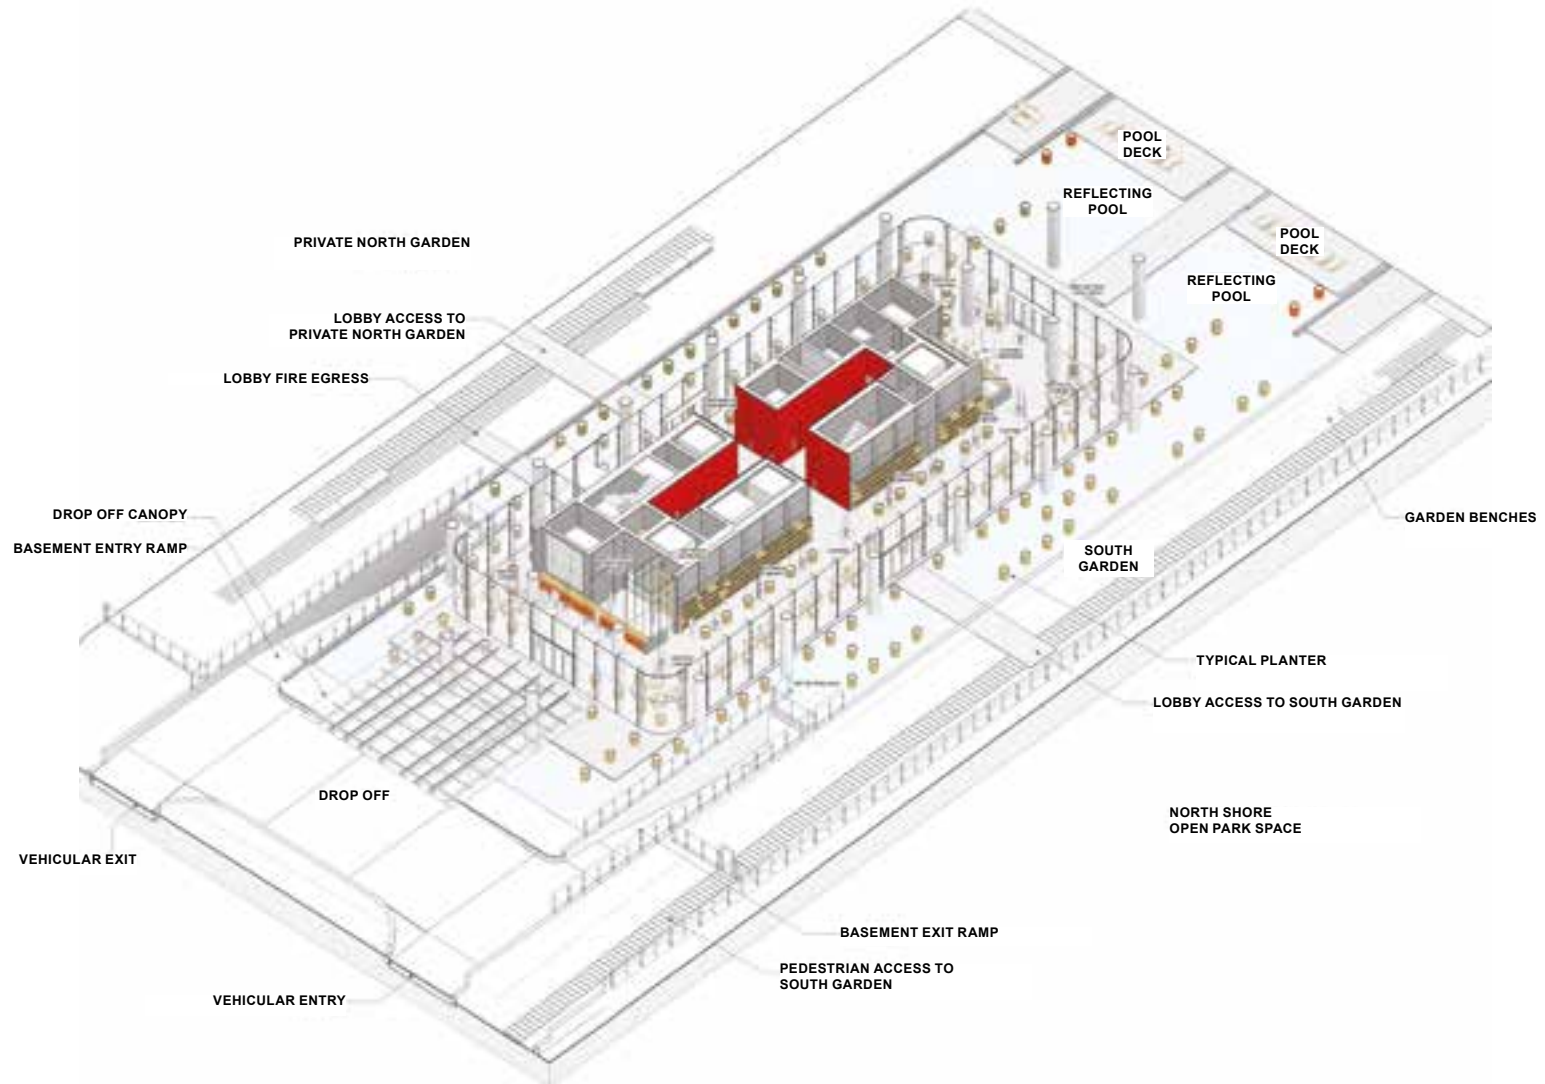 POOL
DECK
REFLECTING
POOL
POOL
DECK
REFLECTING
POOL
PRIVATE NORTH GARDEN
LOBBY ACCESS TO
PRIVATE NORTH GARDEN
LOBBY FIRE EGRESS
DROP OFF CANOPY
BASEMENT ENTRY RAMP
GARDEN BENCHES
SOUTH
GARDEN
TYPICAL PLANTER
LOBBY ACCESS TO SOUTH GARDEN
DROP OFF
NORTH SHORE
OPEN PARK SPACE
VEHICULAR EXIT
BASEMENT EXIT RAMP
PEDESTRIAN ACCESS TO
SOUTH GARDEN
VEHICULAR ENTRY